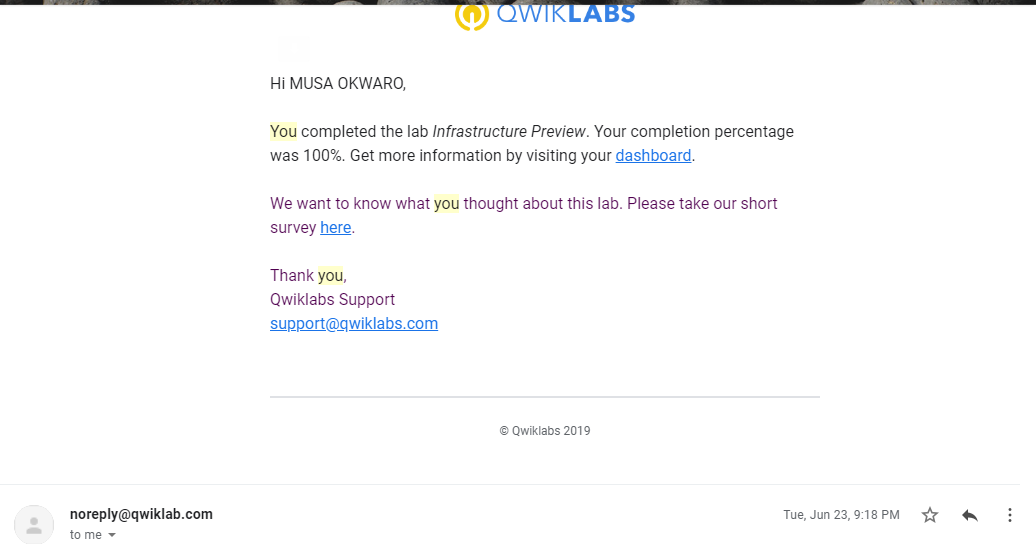 QWIKLABS
Hi MUSA OKWARO,
You completed the lab Infrastructure Preview. Your completion percentage
was 100%. Get more information by visiting your dashboard.
We want to know what you thought about this lab. Please take our short
survey here.
Thank you,
Qwiklabs Support
support@qwiklabs.com
© Qwiklabs 2019
noreply@qwiklab.com
Tue, Jun 23, 9:18 PM
to me